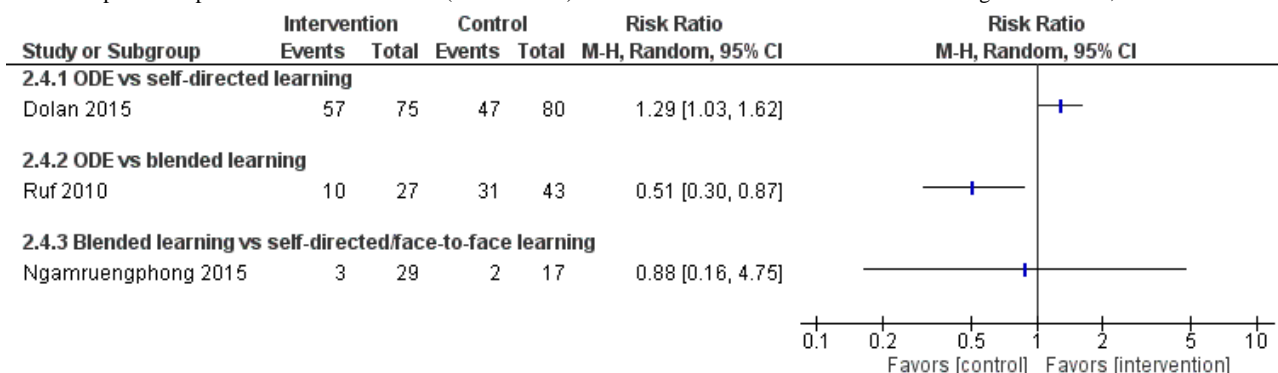 Intervention Control Risk Ratio Risk Ratio
Study or Subgroup Events Total Events Total M-H, Random, 95% CI M-H, Random, 95% CI
2.4.1 ODE vs self-directed learning
Dolan 2015 57 75 47 80 1.29 [1.03, 1.62]
2.4.2 ODE vs blended learning
Ruf 2010 10 27 31 43 0.51 [0.30, 0.87]
2.4.3 Blended learning vs self-directed/face-to-face learning
Ngamruengphong 2015 3 29 2 17 0.88 [0.16, 4.75]
0.1 0.2 0.5 1 2 5 10
Favors [control] Favors [intervention]